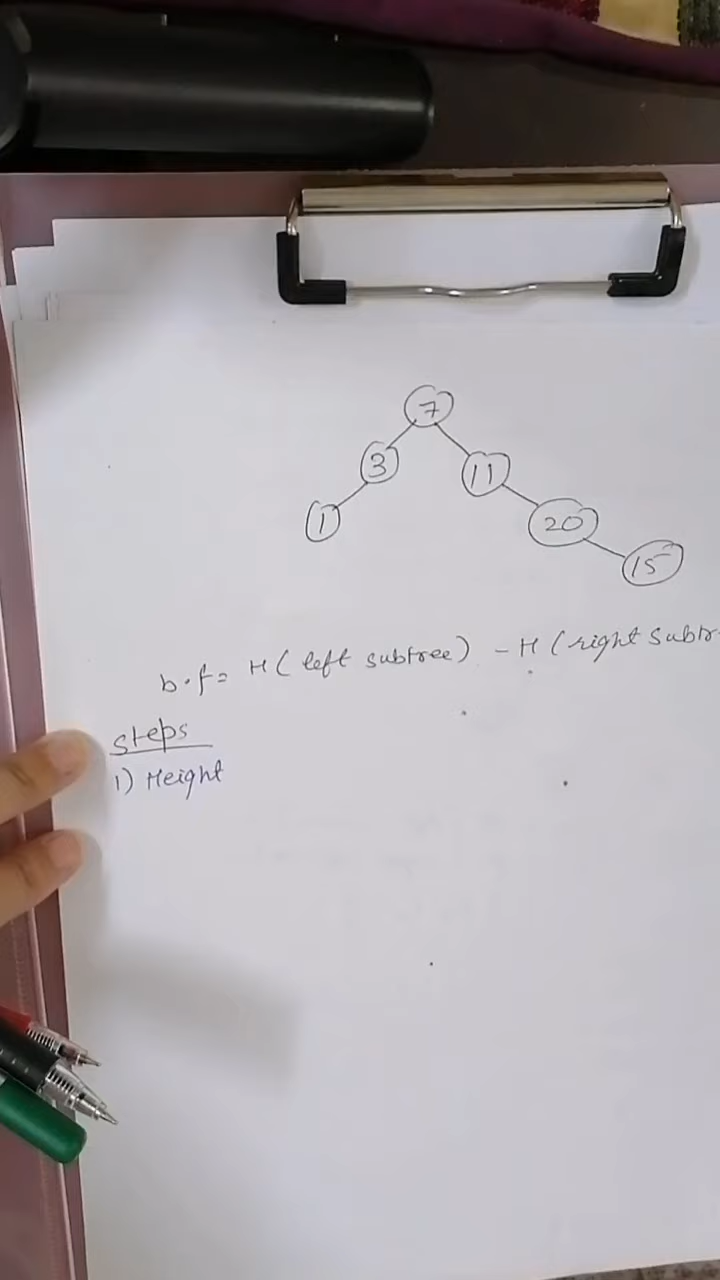 7
3 11
1 20
15
b.f = H (left subtree) - H (right subtr
steps
1) Height